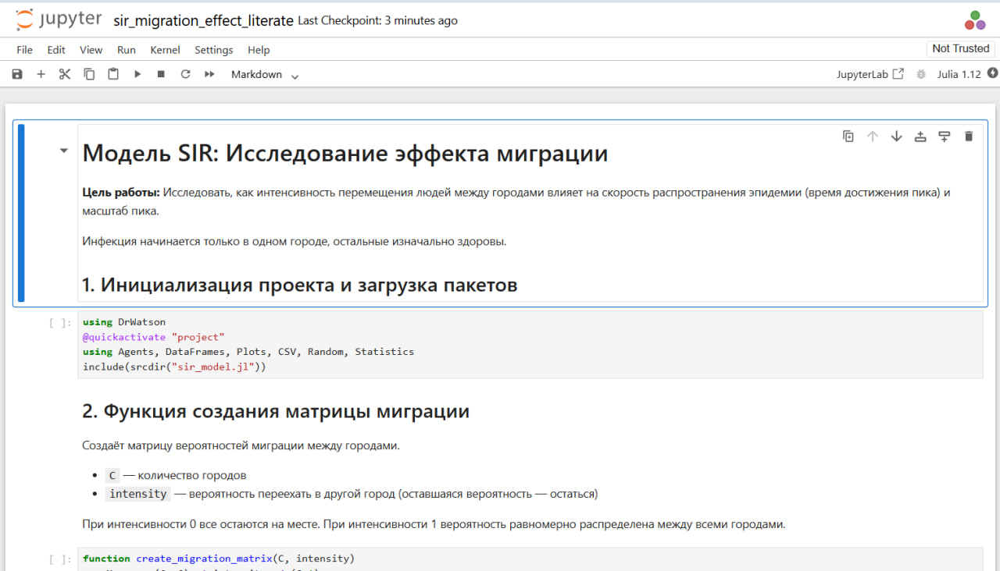 jupyter sir_migration_effect_literate Last Checkpoint: 3 minutes ago
File Edit View Run Kernel Settings Help
Not Trusted
Markdown
JupyterLab
Julia 1.12
Модель SIR: Исследование эффекта миграции
Цель работы: Исследовать, как интенсивность перемещения людей между городами влияет на скорость распространения эпидемии (время достижения пика) и
масштаб пика.
Инфекция начинается только в одном городе, остальные изначально здоровы.
1. Инициализация проекта и загрузка пакетов
[ ]:
using DrWatson
@quickactivate "project"
using Agents, DataFrames, Plots, CSV, Random, Statistics
include(srcdir("sir_model.jl"))
2. Функция создания матрицы миграции
Создаёт матрицу вероятностей миграции между городами.
• C — количество городов
• intensity — вероятность переехать в другой город (оставшаяся вероятность — остаться)
При интенсивности 0 все остаются на месте. При интенсивности 1 вероятность равномерно распределена между всеми городами.
[ ]:
function create_migration_matrix(C, intensity)